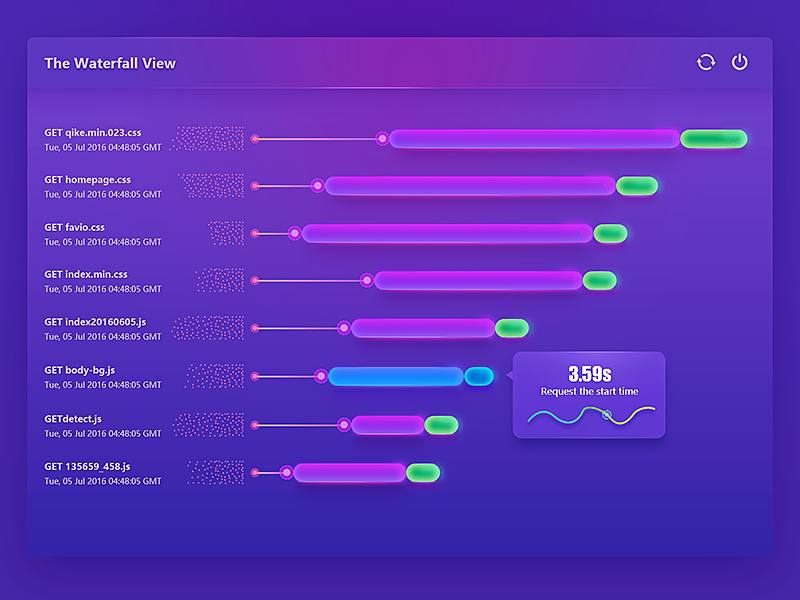 The Waterfall View
GET qike.min.023.css
Tue, 05 Jul 2016 04:48:05 GMT
GET homepage.css
Tue, 05 Jul 2016 04:48:05 GMT
GET favio.css
Tue, 05 Jul 2016 04:48:05 GMT
GET index.min.css
Tue, 05 Jul 2016 04:48:05 GMT
GET index20160605.js
Tue, 05 Jul 2016 04:48:05 GMT
GET body-bg.js
Tue, 05 Jul 2016 04:48:05 GMT
3.59s
Request the start time
GETdetect.js
Tue, 05 Jul 2016 04:48:05 GMT
GET 135659_458.js
Tue, 05 Jul 2016 04:48:05 GMT